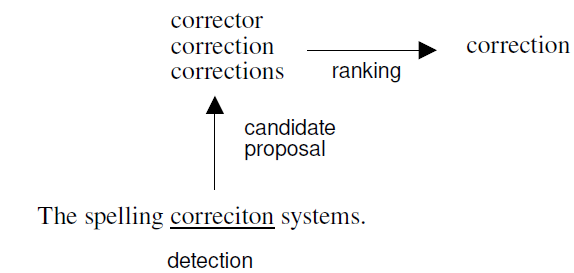 corrector
correction
corrections
ranking
correction
candidate
proposal
The spelling correciton systems.
detection